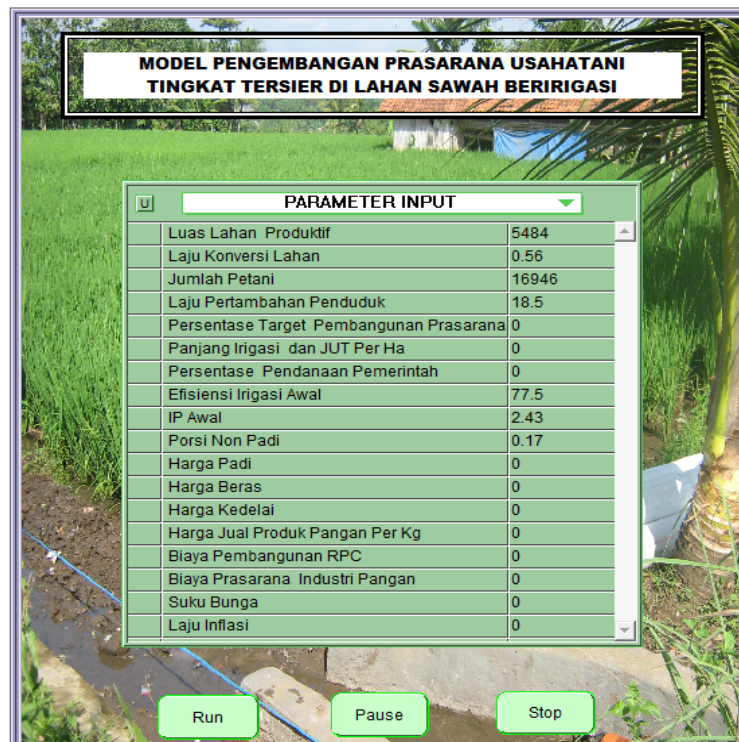 MODEL PENGEMBANGAN PRASARANA USAHATANI
TINGKAT TERSIER DI LAHAN SAWAH BERIRIGASI
U PARAMETER INPUT
Luas Lahan Produktif 5484
Laju Konversi Lahan 0.56
Jumlah Petani 16946
Laju Pertambahan Penduduk 18.5
Persentase Target Pembangunan Prasarana 0
Panjang Irigasi dan JUT Per Ha 0
Persentase Pendanaan Pemerintah 0
Efisiensi Irigasi Awal 77.5
IP Awal 2.43
Porsi Non Padi 0.17
Harga Padi 0
Harga Beras 0
Harga Kedelai 0
Harga Jual Produk Pangan Per Kg 0
Biaya Pembangunan RPC 0
Biaya Prasarana Industri Pangan 0
Suku Bunga 0
Laju Inflasi 0
Run Pause Stop